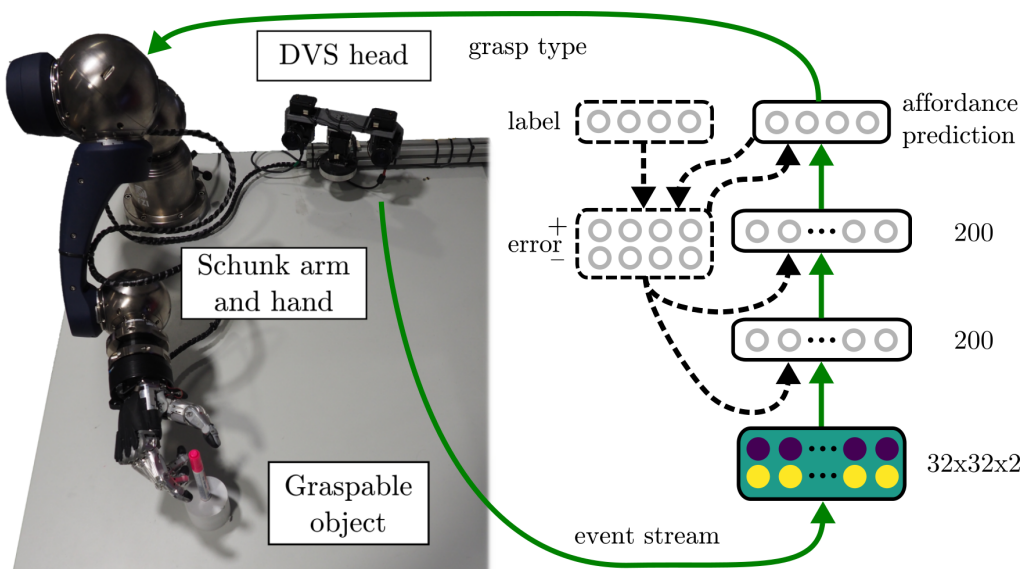 DVS head
grasp type
label
affordance
prediction
+
error
−
200
Schunk arm
and hand
200
Graspable
object
32x32x2
event stream